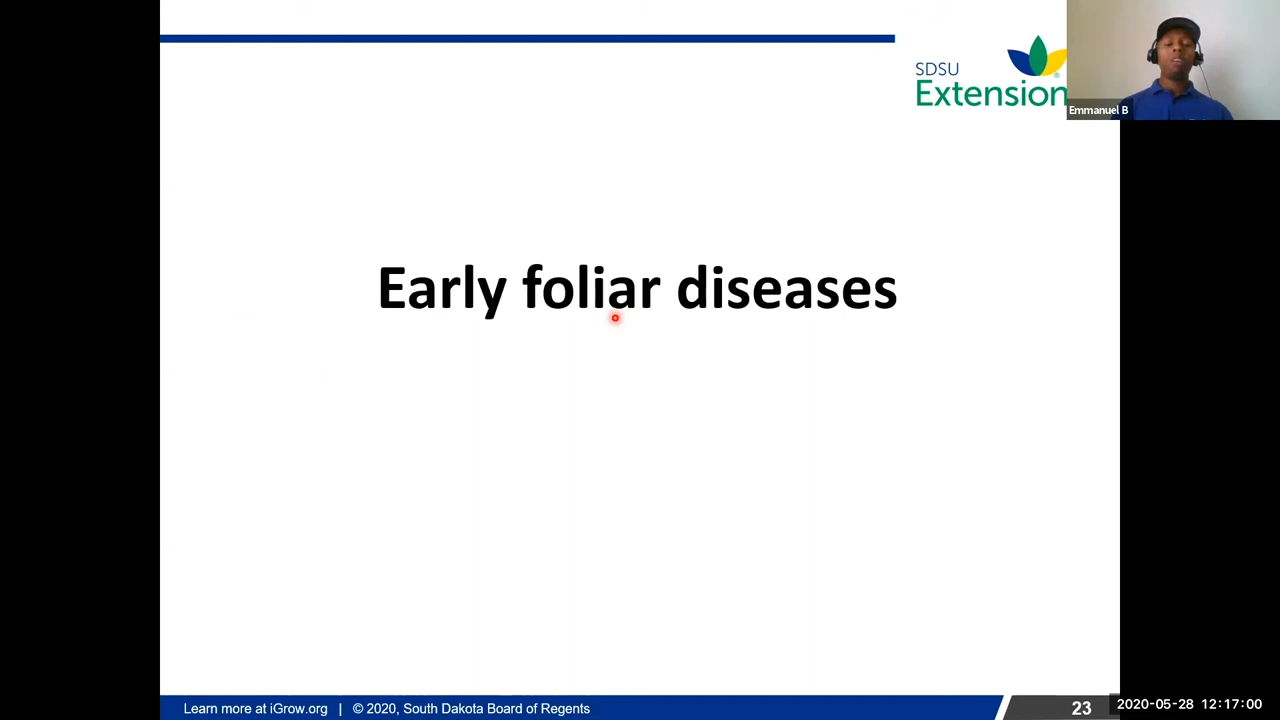 SDSU
Extension
Emmanuel B
Early foliar diseases
Learn more at iGrow.org | © 2020, South Dakota Board of Regents
23
2020-05-28 12:17:00